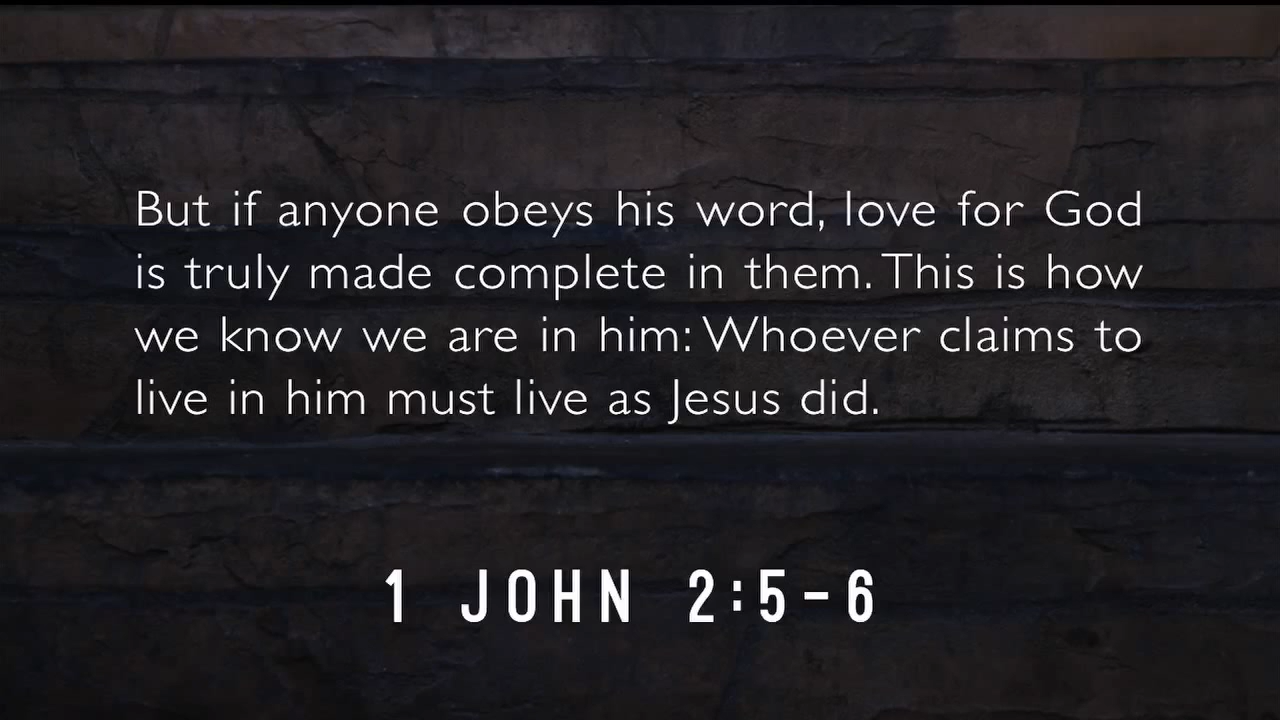 But if anyone obeys his word, love for God
is truly made complete in them. This is how
we know we are in him: Whoever claims to
live in him must live as Jesus did.
1 JOHN 2:5-6